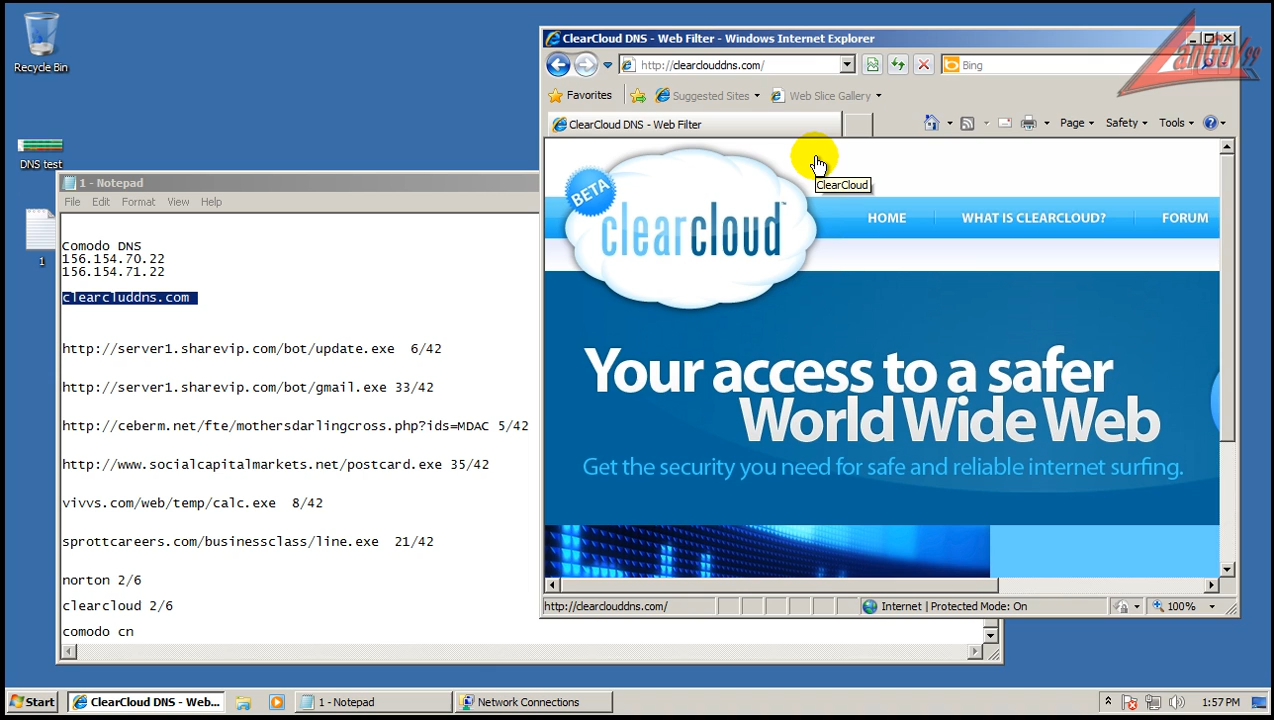 Recycle Bin
DNS test
1
ClearCloud DNS - Web Filter - Windows Internet Explorer
http://clearclouddns.com/
Bing
Favorites
Suggested Sites
Web Slice Gallery
ClearCloud DNS - Web Filter
Page
Safety
Tools
BETA
clearcloud™
ClearCloud
HOME
WHAT IS CLEARCLOUD?
FORUM
Your access to a safer
World Wide Web
Get the security you need for safe and reliable internet surfing.
http://clearclouddns.com/
Internet | Protected Mode: On
100%
1 - Notepad
File Edit Format View Help
Comodo DNS
156.154.70.22
156.154.71.22
clearcluddns.com
http://server1.sharevip.com/bot/update.exe 6/42
http://server1.sharevip.com/bot/gmail.exe 33/42
http://ceberm.net/fte/mothersdarlingcross.php?ids=MDAC 5/42
http://www.socialcapitalmarkets.net/postcard.exe 35/42
vivvs.com/web/temp/calc.exe 8/42
sprottcareers.com/businessclass/line.exe 21/42
norton 2/6
clearcloud 2/6
comodo cn
Start
ClearCloud DNS - Web...
1 - Notepad
Network Connections
1:57 PM